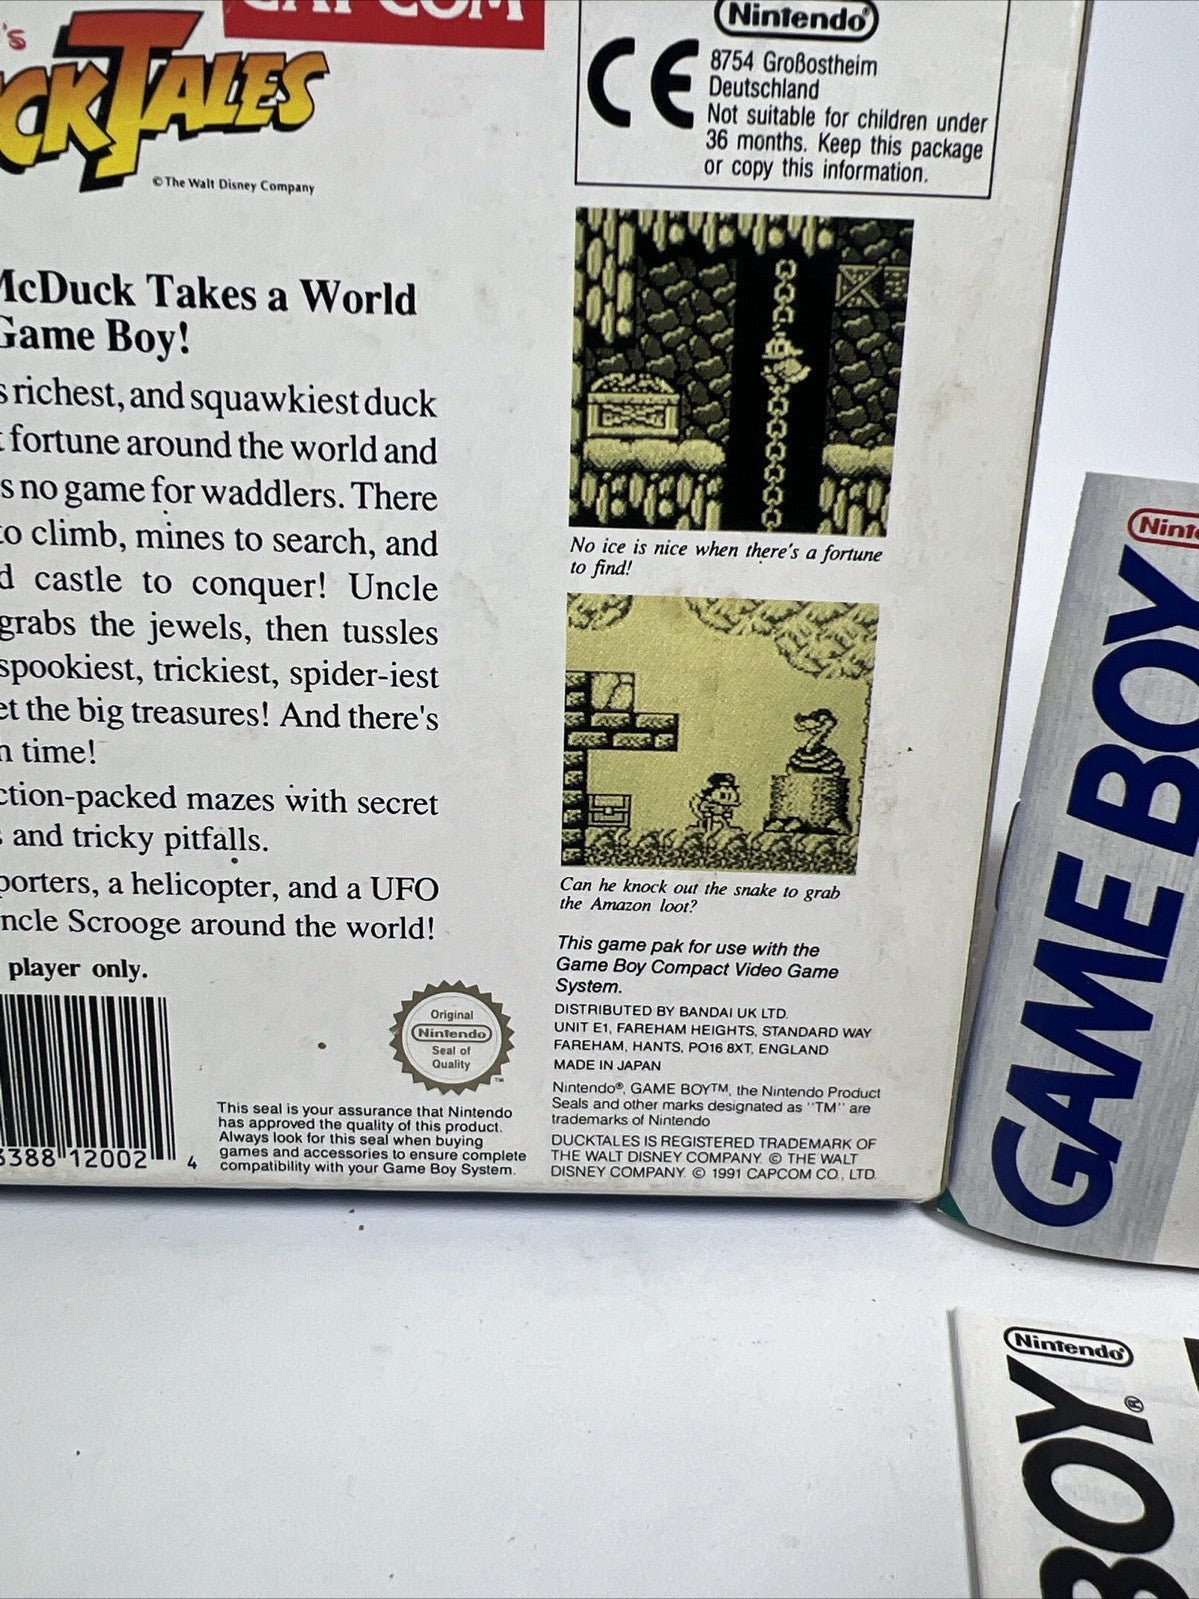 's
CAPCOM
DUCKTALES
©The Walt Disney Company
McDuck Takes a World
Game Boy!
s richest, and squawkiest duck
fortune around the world and
s no game for waddlers. There
to climb, mines to search, and
d castle to conquer! Uncle
grabs the jewels, then tussles
spookiest, trickiest, spider-iest
et the big treasures! And there's
n time!
ction-packed mazes with secret
and tricky pitfalls.
porters, a helicopter, and a UFO
ncle Scrooge around the world!
player only.
3388 12002 4
Original
Nintendo
Seal of
Quality
TM
This seal is your assurance that Nintendo
has approved the quality of this product.
Always look for this seal when buying
games and accessories to ensure complete
compatibility with your Game Boy System.
Nintendo®
CE
8754 Großostheim
Deutschland
Not suitable for children under
36 months. Keep this package
or copy this information.
No ice is nice when there's a fortune
to find!
Can he knock out the snake to grab
the Amazon loot?
This game pak for use with the
Game Boy Compact Video Game
System.
DISTRIBUTED BY BANDAI UK LTD.
UNIT E1, FAREHAM HEIGHTS, STANDARD WAY
FAREHAM, HANTS, PO16 8XT, ENGLAND
MADE IN JAPAN
Nintendo®, GAME BOY™, the Nintendo Product
Seals and other marks designated as "TM" are
trademarks of Nintendo
DUCKTALES IS REGISTERED TRADEMARK OF
THE WALT DISNEY COMPANY. © THE WALT
DISNEY COMPANY. © 1991 CAPCOM CO., LTD.
Ninte
GAME BOY
Nintendo®
BOY®